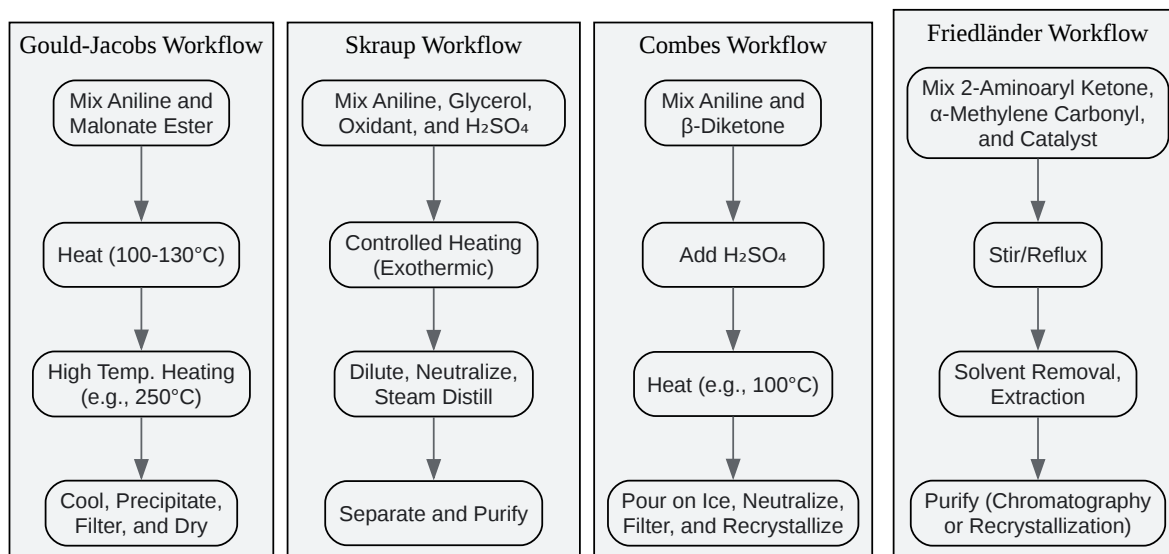 Gould-Jacobs Workflow
Mix Aniline and
Malonate Ester
Heat (100-130°C)
High Temp. Heating
(e.g., 250°C)
Cool, Precipitate,
Filter, and Dry
Skraup Workflow
Mix Aniline, Glycerol,
Oxidant, and H₂SO₄
Controlled Heating
(Exothermic)
Dilute, Neutralize,
Steam Distill
Separate and Purify
Combes Workflow
Mix Aniline and
β-Diketone
Add H₂SO₄
Heat (e.g., 100°C)
Pour on Ice, Neutralize,
Filter, and Recrystallize
Friedländer Workflow
Mix 2-Aminoaryl Ketone,
α-Methylene Carbonyl,
and Catalyst
Stir/Reflux
Solvent Removal,
Extraction
Purify (Chromatography
or Recrystallization)